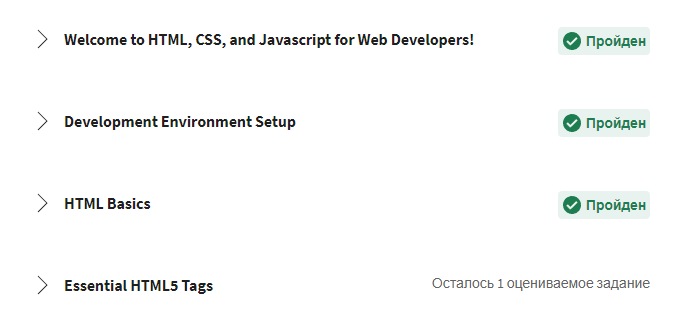 Welcome to HTML, CSS, and Javascript for Web Developers!
Пройден
Development Environment Setup
Пройден
HTML Basics
Пройден
Essential HTML5 Tags
Осталось 1 оцениваемое задание